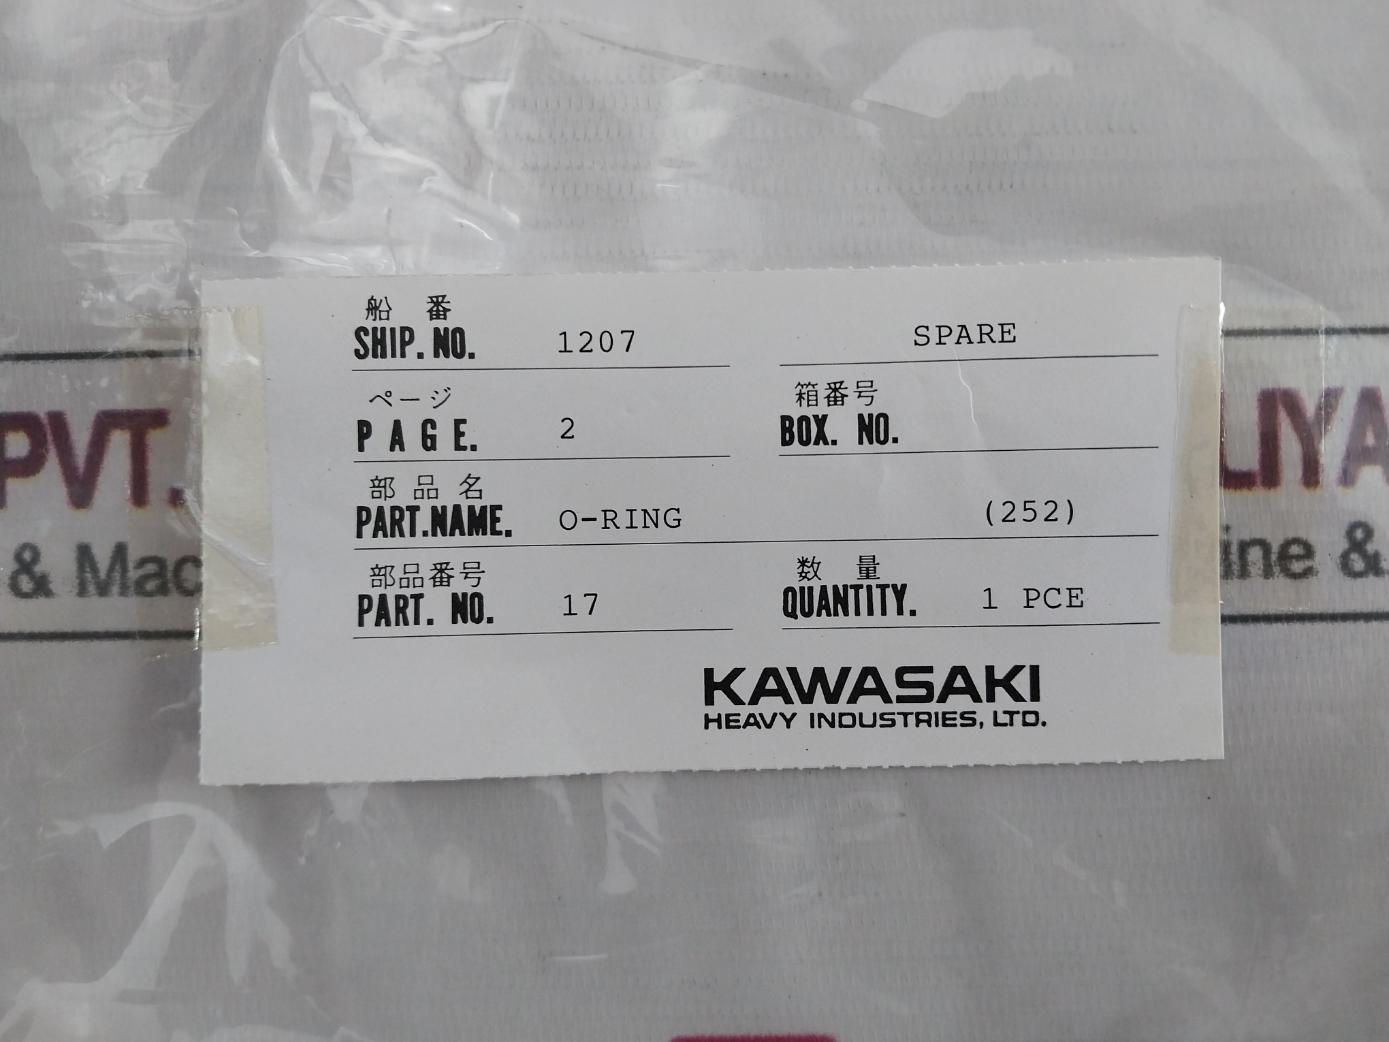 船 番
SHIP. NO. 1207 SPARE
ページ 箱番号
PAGE. 2 BOX. NO.
部品名
PART.NAME. O-RING (252)
部品番号 数 量
PART. NO. 17 QUANTITY. 1 PCE
KAWASAKI
HEAVY INDUSTRIES, LTD.
PVT.
LIYA
& Mac
ine &